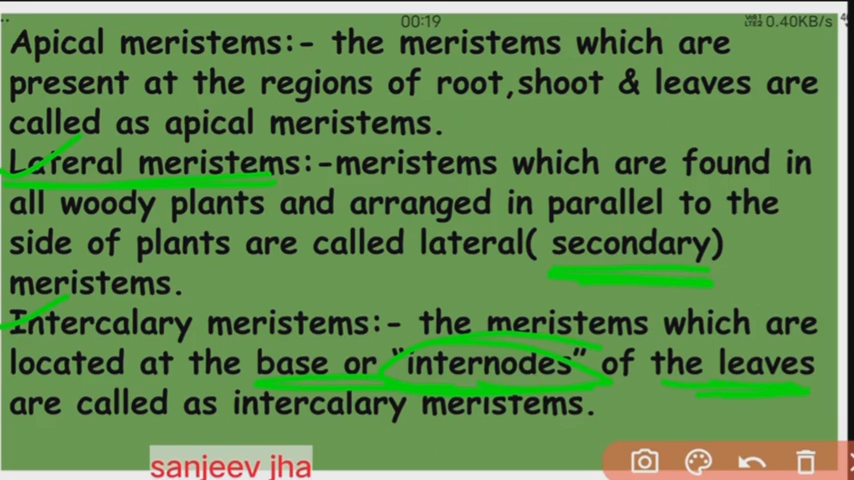 00:19
VoB1 LTE2 0.40KB/s
Apical meristems:- the meristems which are
present at the regions of root,shoot & leaves are
called as apical meristems.
Lateral meristems:-meristems which are found in
all woody plants and arranged in parallel to the
side of plants are called lateral( secondary)
meristems.
Intercalary meristems:- the meristems which are
located at the base or "internodes" of the leaves
are called as intercalary meristems.
sanjeev jha